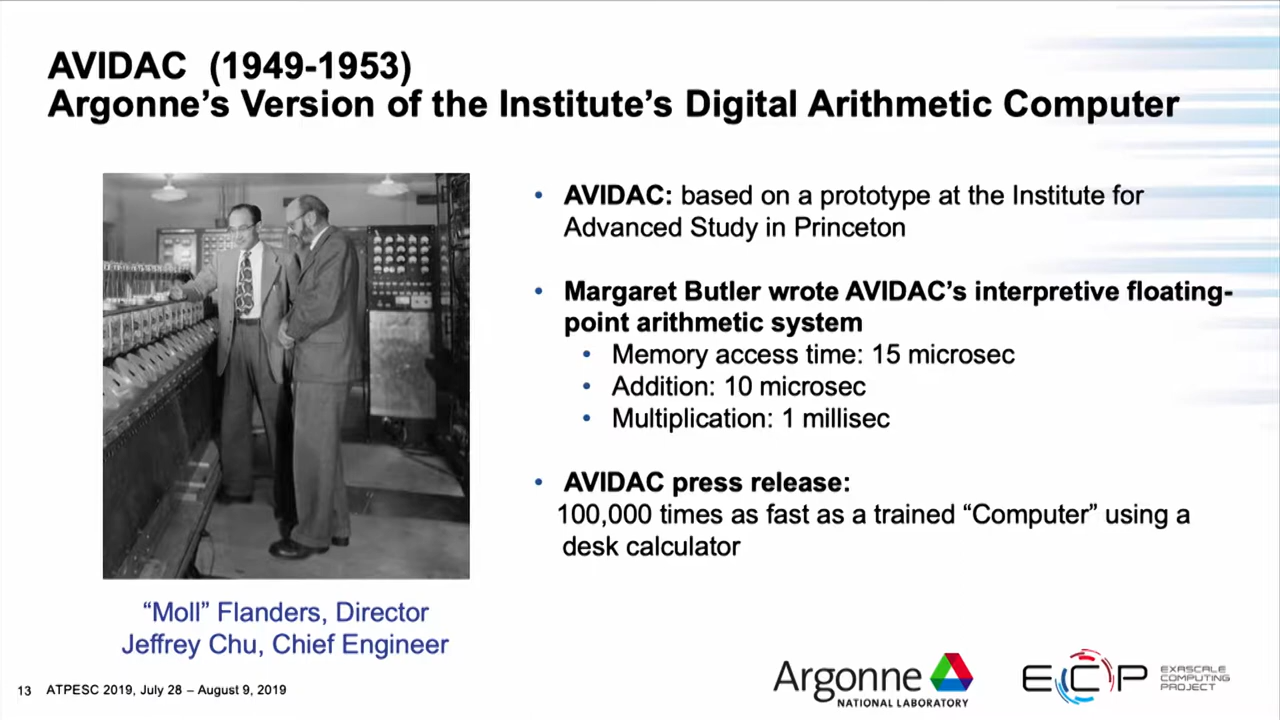 AVIDAC (1949-1953)
Argonne's Version of the Institute's Digital Arithmetic Computer
• AVIDAC: based on a prototype at the Institute for
Advanced Study in Princeton
• Margaret Butler wrote AVIDAC's interpretive floating-
point arithmetic system
• Memory access time: 15 microsec
• Addition: 10 microsec
• Multiplication: 1 millisec
• AVIDAC press release:
100,000 times as fast as a trained “Computer” using a
desk calculator
“Moll” Flanders, Director
Jeffrey Chu, Chief Engineer
13 ATPESC 2019, July 28 – August 9, 2019
Argonne
NATIONAL LABORATORY
ECP
EXASCALE
COMPUTING
PROJECT